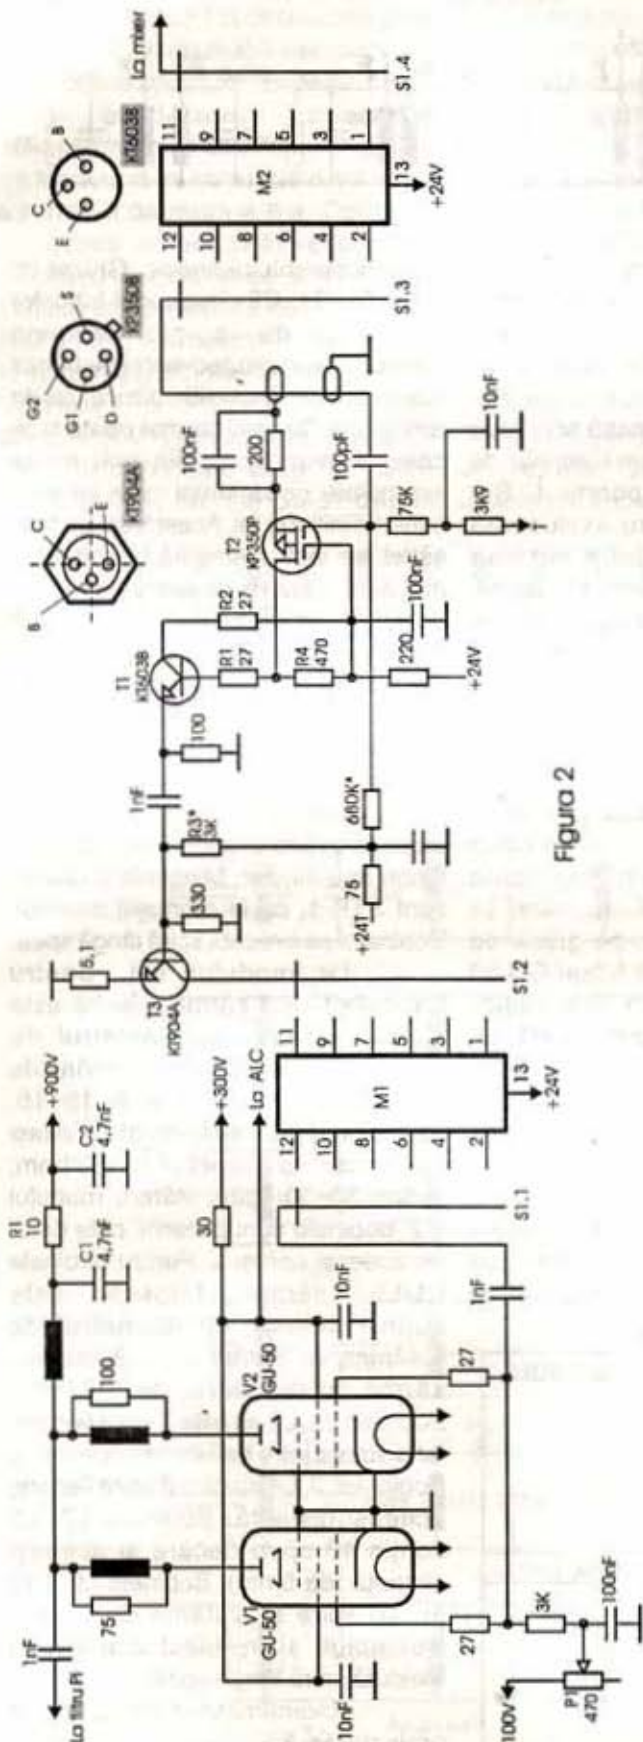 La filtru PI
1nF
75
100
R1
10
+900V
C1
4,7nF
C2
4,7nF
V1
GU-50
V2
GU-50
10nF
10nF
30
+300V
La ALC
27
27
1nF
3K
100nF
P1
470
100V
M1
12
10
8
6
4
2
11
9
7
5
3
1
13
+24V
S1.1
S1.2
T3
KT904A
330
R3*
3K
1nF
100
75
+24T
680K*
T1
KT603B
R1
27
R2
27
R4
470
220
+24V
100nF
T2
KP350P
200
100nF
100pF
75K
3K9
10nF
S1.3
B
C
E
KT904A
G2
G1
S
D
KP350B
C
B
E
KT603B
M2
12
10
8
6
4
2
11
9
7
5
3
1
13
+24V
S1.4
La mixer
Figura 2